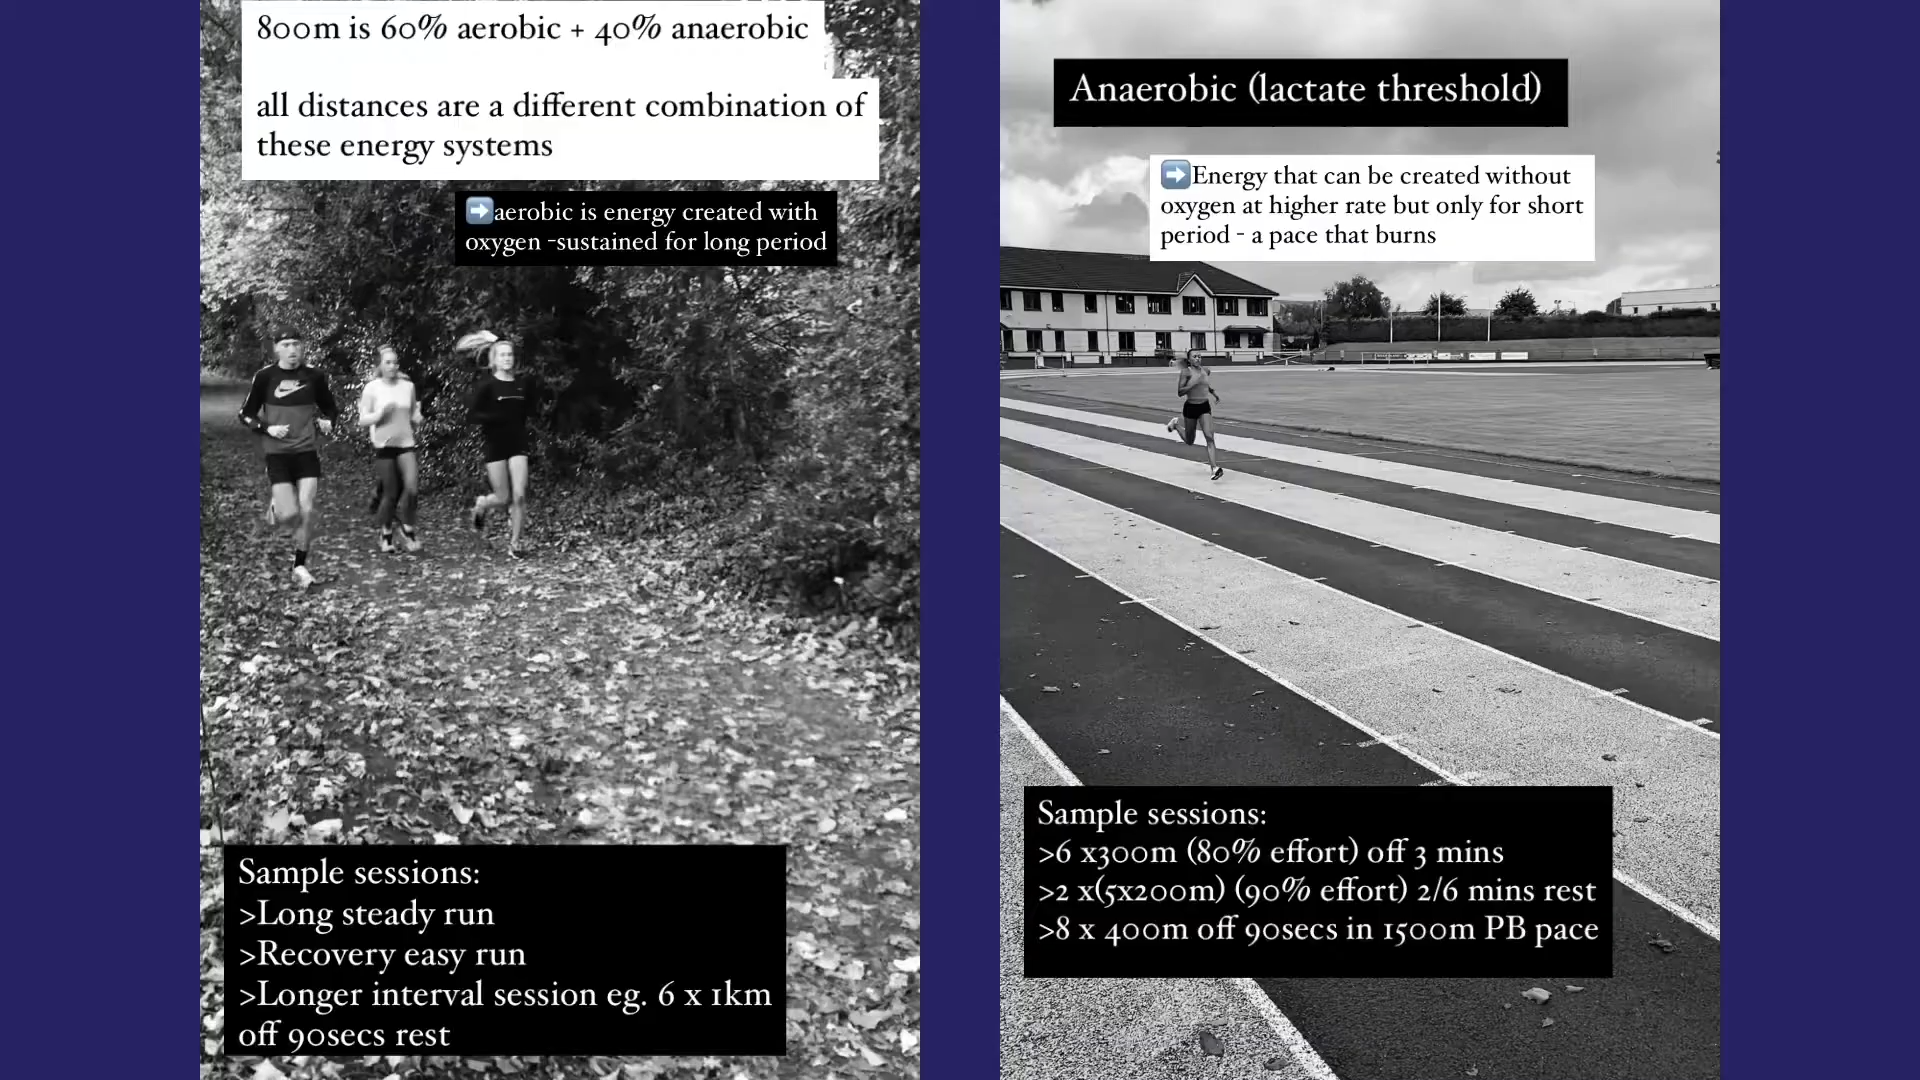 800m is 60% aerobic + 40% anaerobic
all distances are a different combination of
these energy systems
➡️aerobic is energy created with
oxygen -sustained for long period
Sample sessions:
>Long steady run
>Recovery easy run
>Longer interval session eg. 6 x 1km
off 90secs rest
Anaerobic (lactate threshold)
➡️Energy that can be created without
oxygen at higher rate but only for short
period - a pace that burns
Sample sessions:
>6 x300m (80% effort) off 3 mins
>2 x(5x200m) (90% effort) 2/6 mins rest
>8 x 400m off 90secs in 1500m PB pace